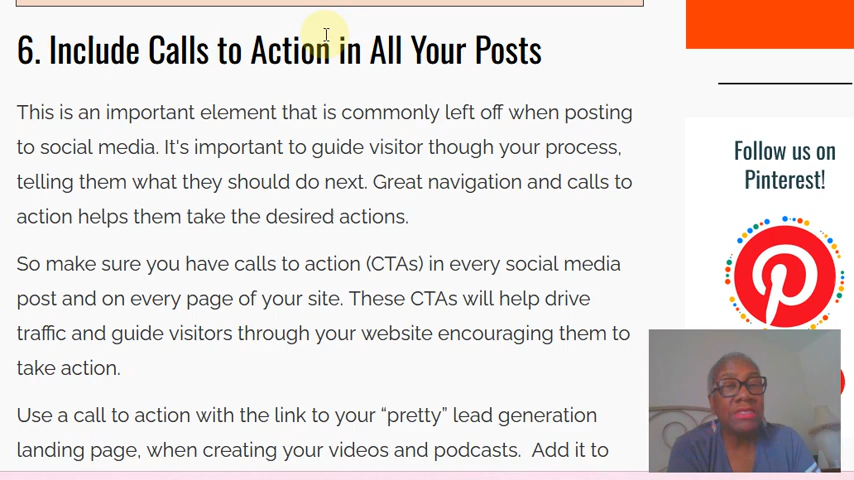 6. Include Calls to Action in All Your Posts
This is an important element that is commonly left off when posting
to social media. It's important to guide visitor though your process,
telling them what they should do next. Great navigation and calls to
action helps them take the desired actions.
So make sure you have calls to action (CTAs) in every social media
post and on every page of your site. These CTAs will help drive
traffic and guide visitors through your website encouraging them to
take action.
Use a call to action with the link to your “pretty” lead generation
landing page, when creating your videos and podcasts. Add it to
Follow us on
Pinterest!